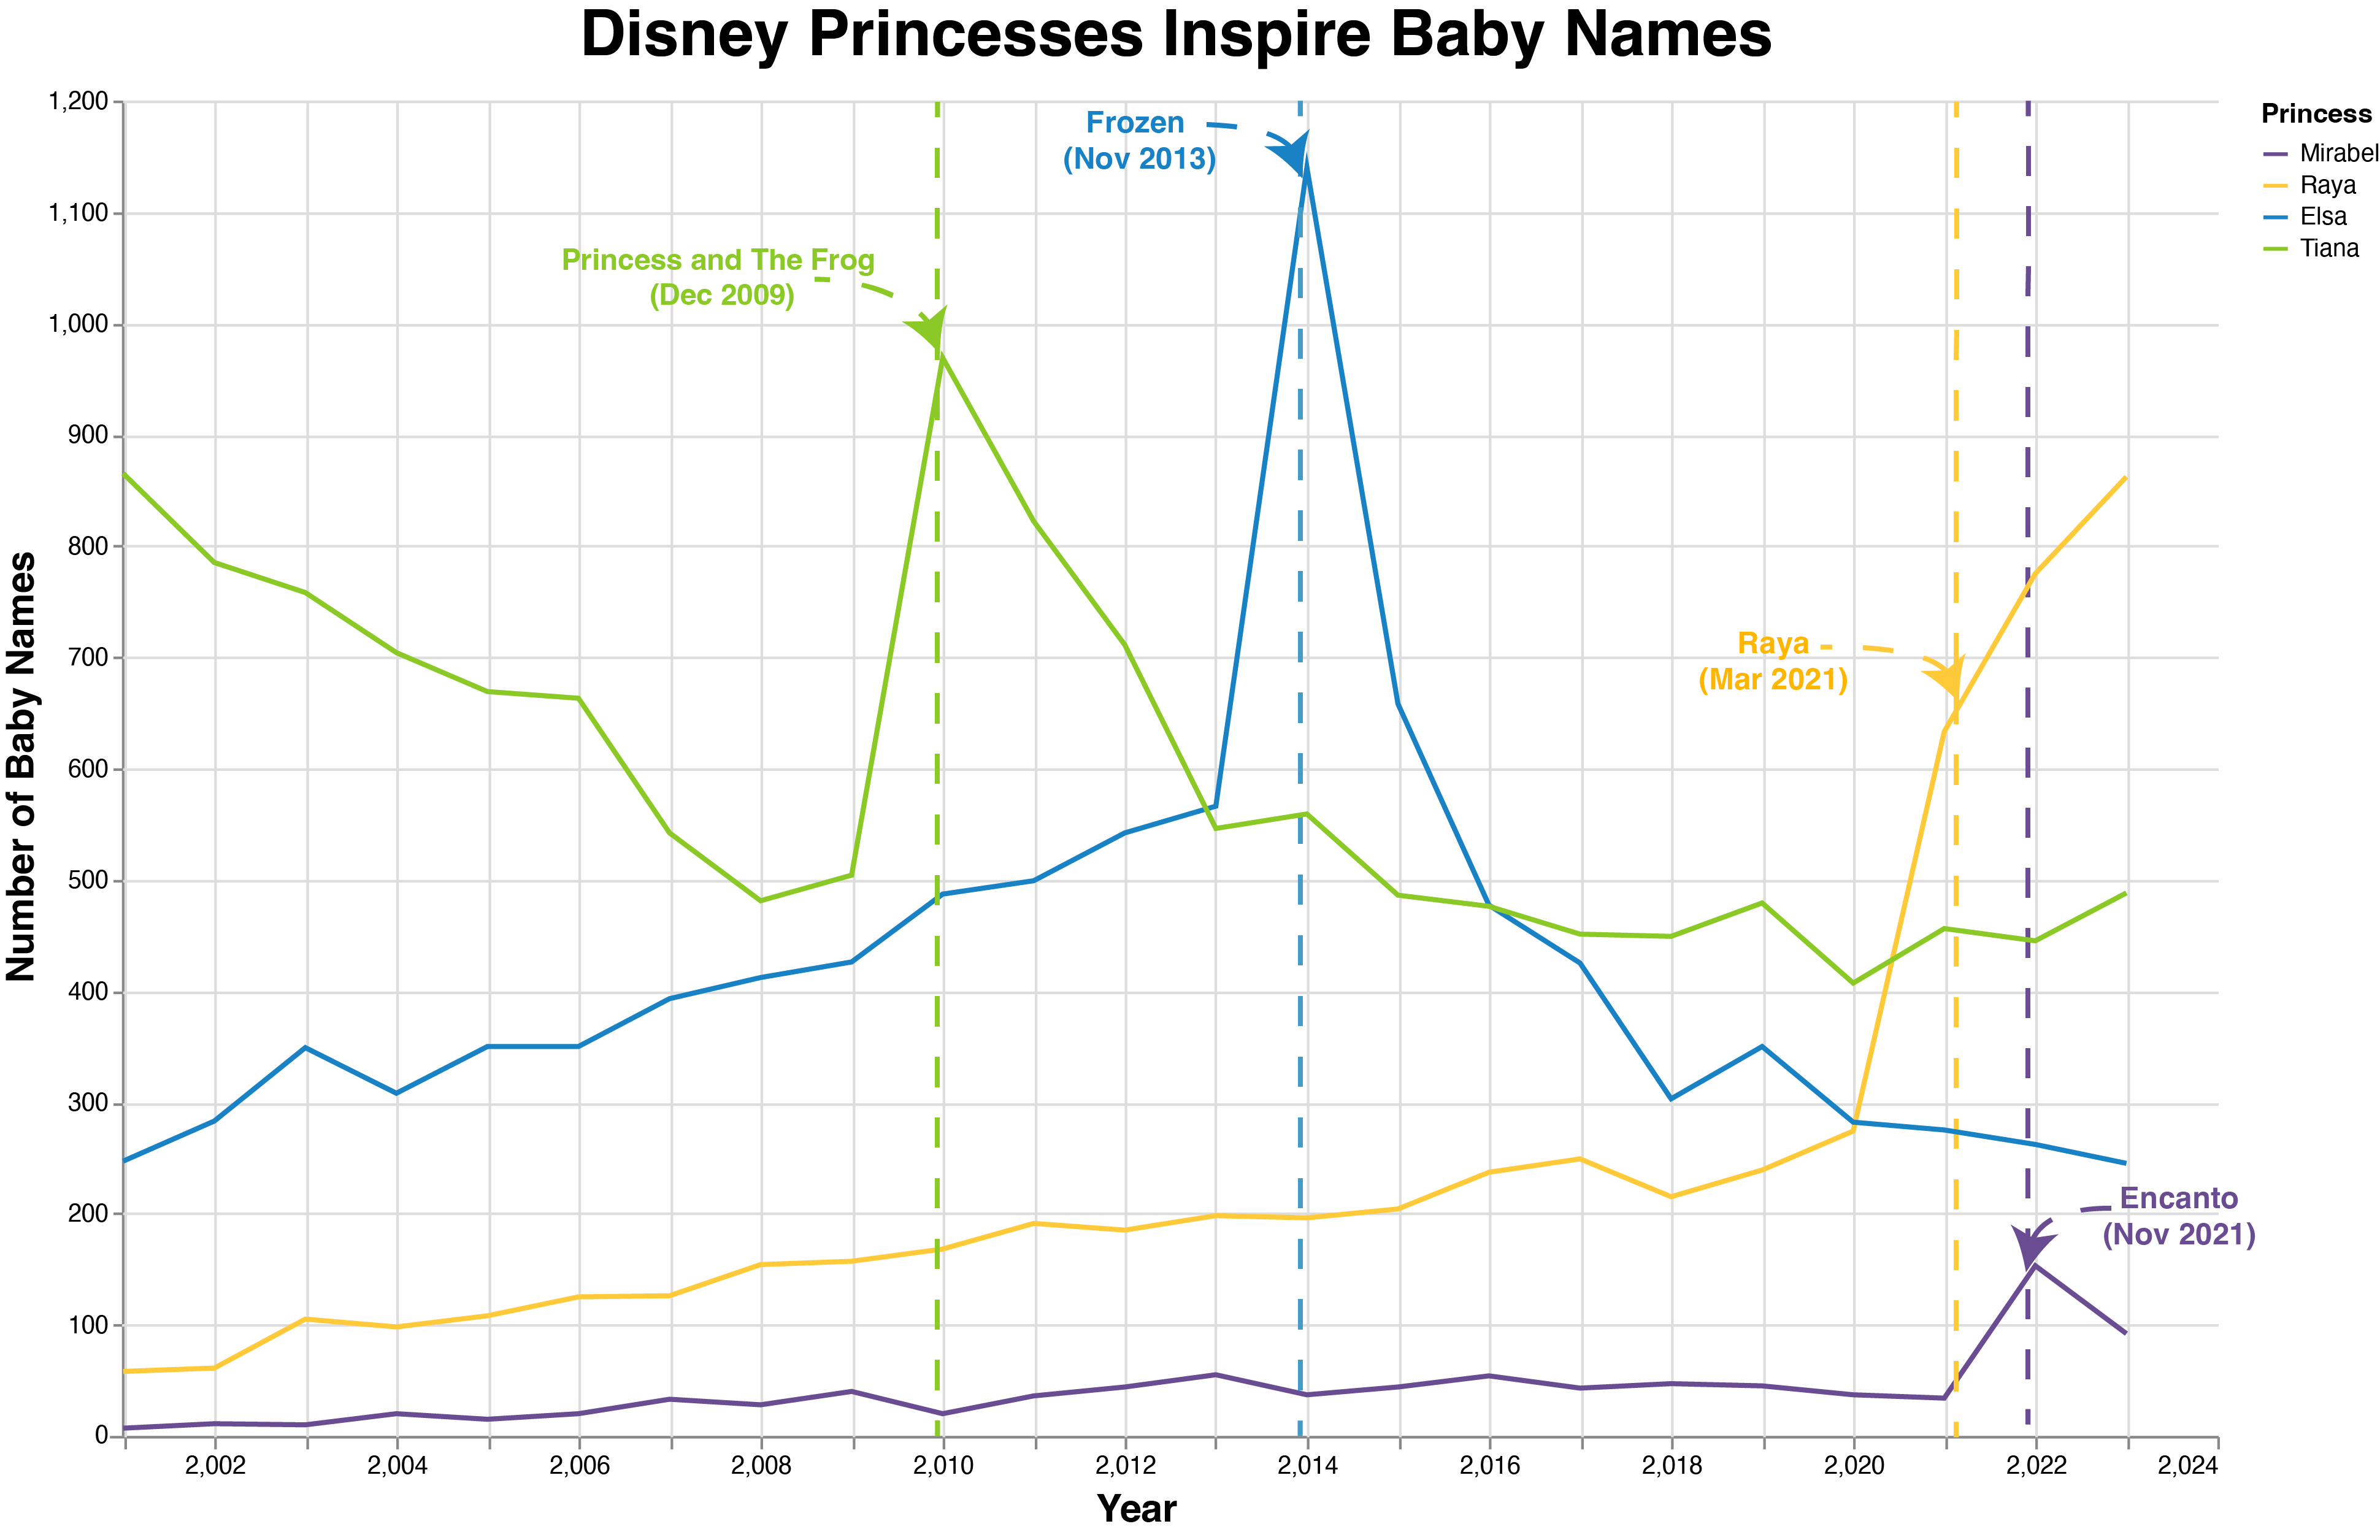 Disney Princesses Inspire Baby Names
Number of Baby Names
1,200
1,100
1,000
900
800
700
600
500
400
300
200
100
0
Princess and The Frog
(Dec 2009)
Frozen
(Nov 2013)
Raya
(Mar 2021)
Encanto
(Nov 2021)
2,002
2,004
2,006
2,008
2,010
2,012
2,014
2,016
2,018
2,020
2,022
2,024
Year
Princess
Mirabel
Raya
Elsa
Tiana